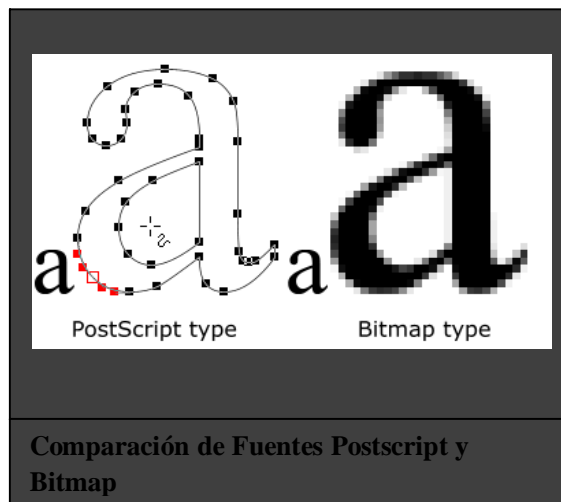 a a
a a
PostScript type Bitmap type
Comparación de Fuentes Postscript y
Bitmap